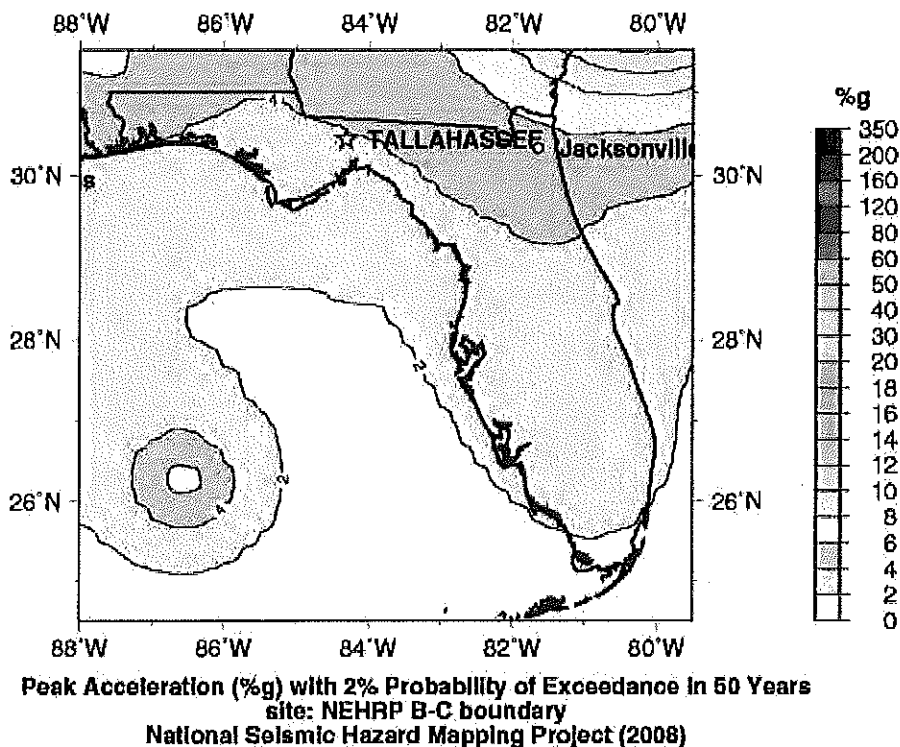 88°W 86°W 84°W 82°W 80°W
%g
350
200
160
120
80
60
50
40
30
20
18
16
14
12
10
8
6
4
2
0
4
TALLAHASSEE
Jacksonville
30°N 30°N
s
28°N 28°N
2
26°N 26°N
2
4
88°W 86°W 84°W 82°W 80°W
Peak Acceleration (%g) with 2% Probability of Exceedance in 50 Years
site: NEHRP B-C boundary
National Seismic Hazard Mapping Project (2008)